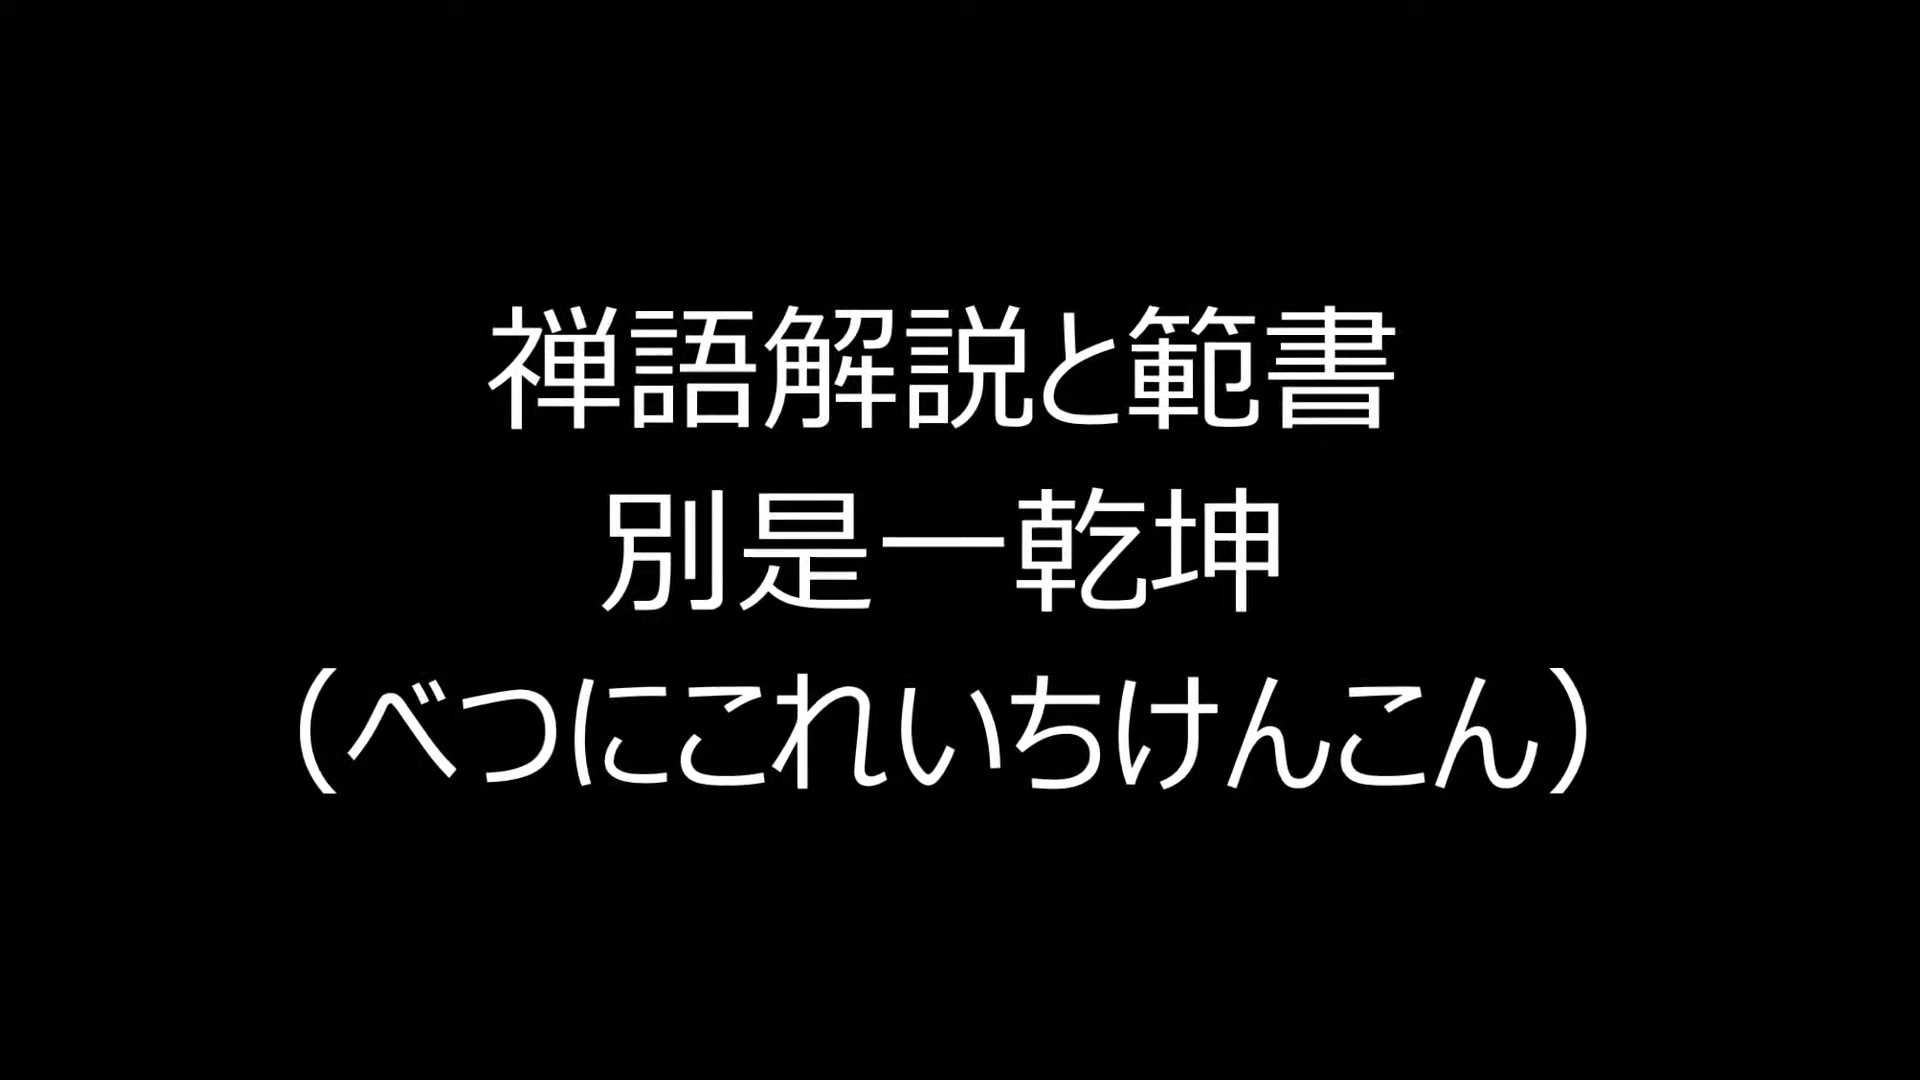 禅語解説と範書
別是一乾坤
（べつにこれいちけんこん）